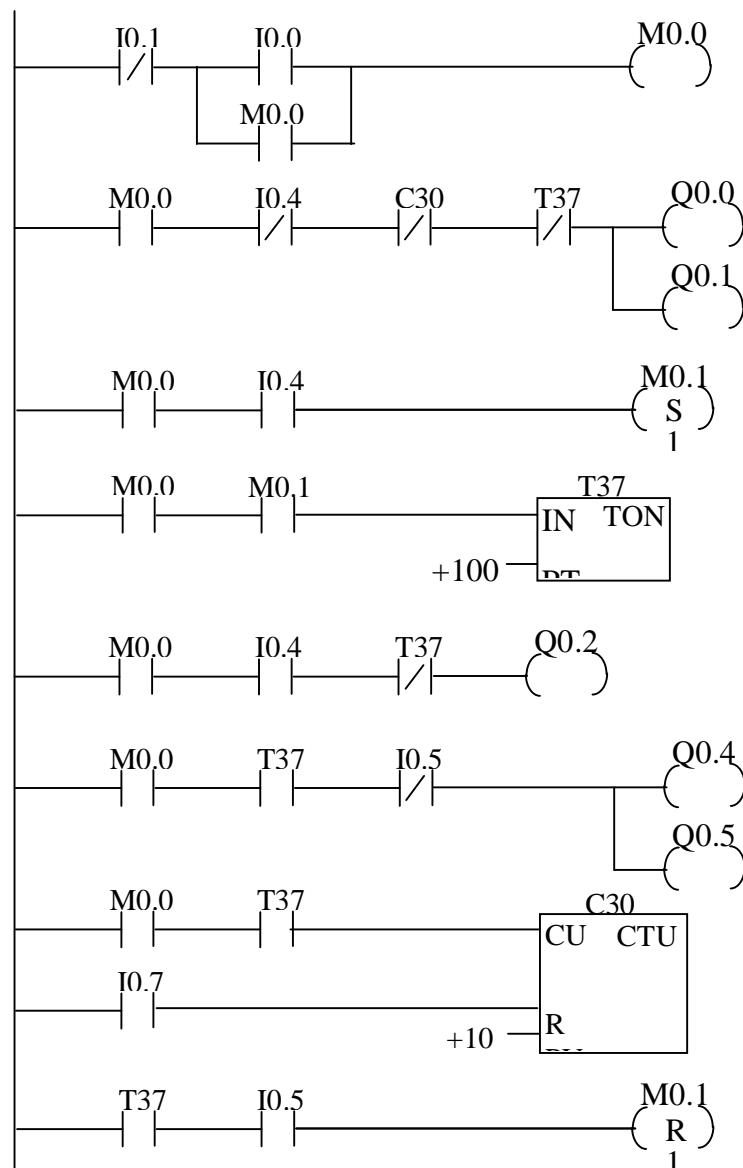 I0.1 I0.0 M0.0
M0.0
M0.0 I0.4 C30 T37 Q0.0
Q0.1
M0.0 I0.4 M0.1
S
1
M0.0 M0.1 T37
IN TON
+100 PT
M0.0 I0.4 T37 Q0.2
M0.0 T37 I0.5 Q0.4
Q0.5
M0.0 T37 C30
CU CTU
I0.7
R
+10
T37 I0.5 M0.1
R
1